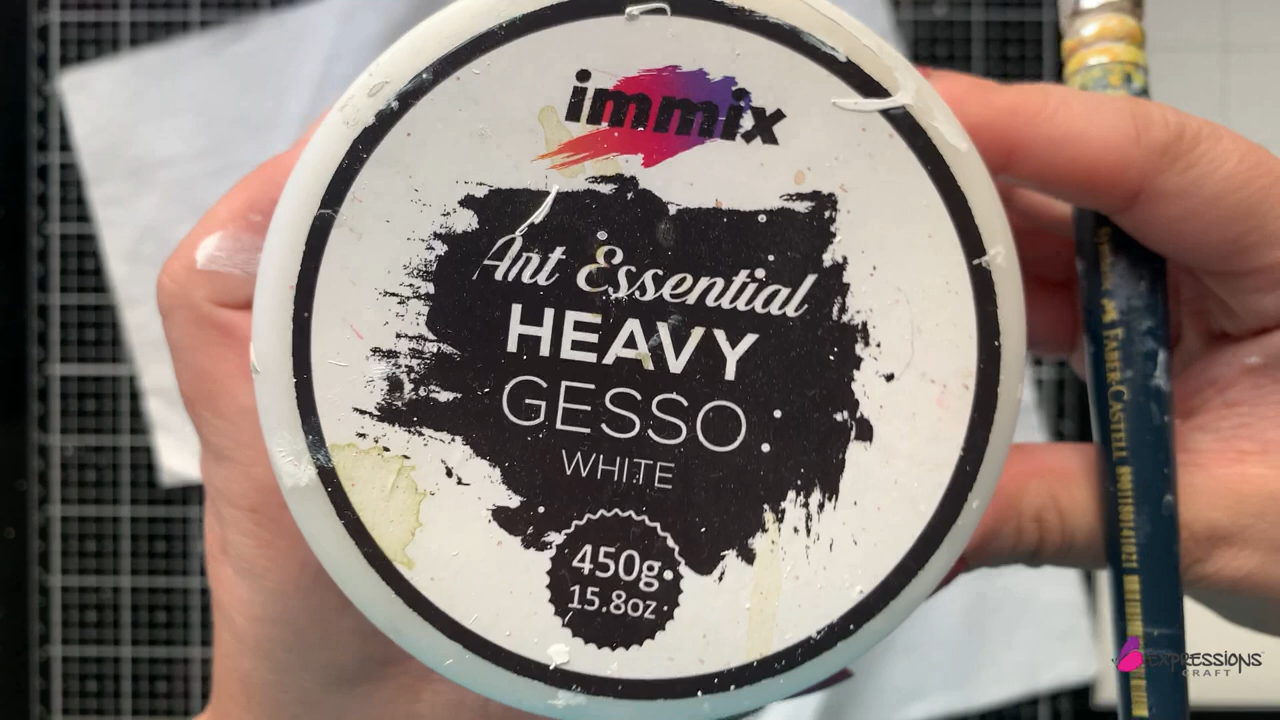 immix
Art Essential
HEAVY
GESSO
WHITE
450g
15.8oz
FABER CASTELL
EXPRESSIONS
CRAFT